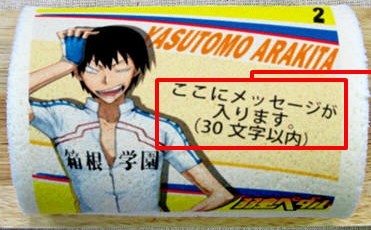 2
YASUTOMO ARAKITA
ここにメッセージが
入ります。
(30文字以内)
箱根学園